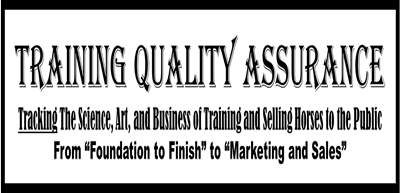 TRAINING QUALITY ASSURANCE
Tracking The Science, Art, and Business of Training and Selling Horses to the Public
From “Foundation to Finish” to “Marketing and Sales”